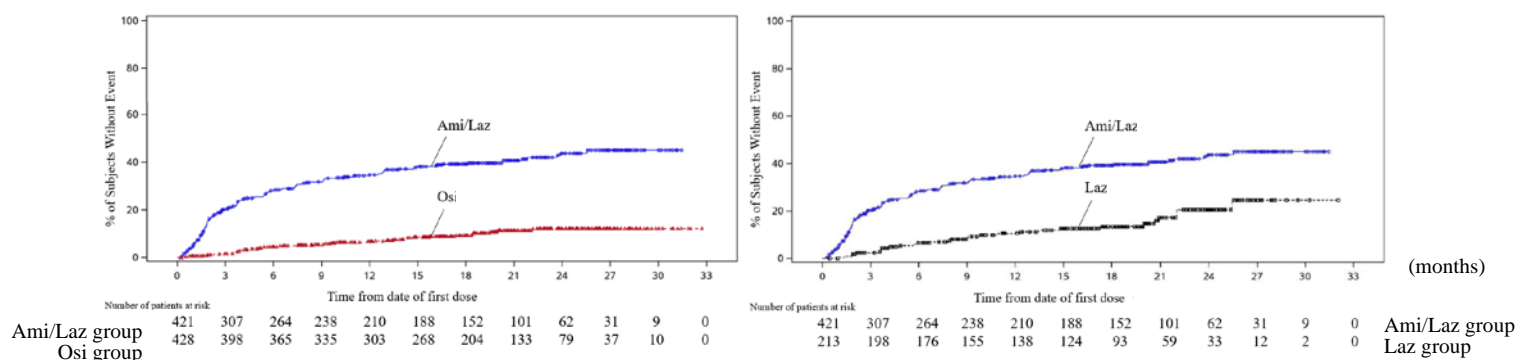 100
80
60
40
20
0
% of Subjects Without Event
Ami/Laz
Osi
0 3 6 9 12 15 18 21 24 27 30 33
Time from date of first dose
Number of patients at risk
Ami/Laz group 421 307 264 238 210 188 152 101 62 31 9 0
Osi group 428 398 365 335 303 268 204 133 79 37 10 0
100
80
60
40
20
0
% of Subjects Without Event
Ami/Laz
Laz
0 3 6 9 12 15 18 21 24 27 30 33
(months)
Time from date of first dose
Number of patients at risk
421 307 264 238 210 188 152 101 62 31 9 0 Ami/Laz group
213 198 176 155 138 124 93 59 33 12 2 0 Laz group